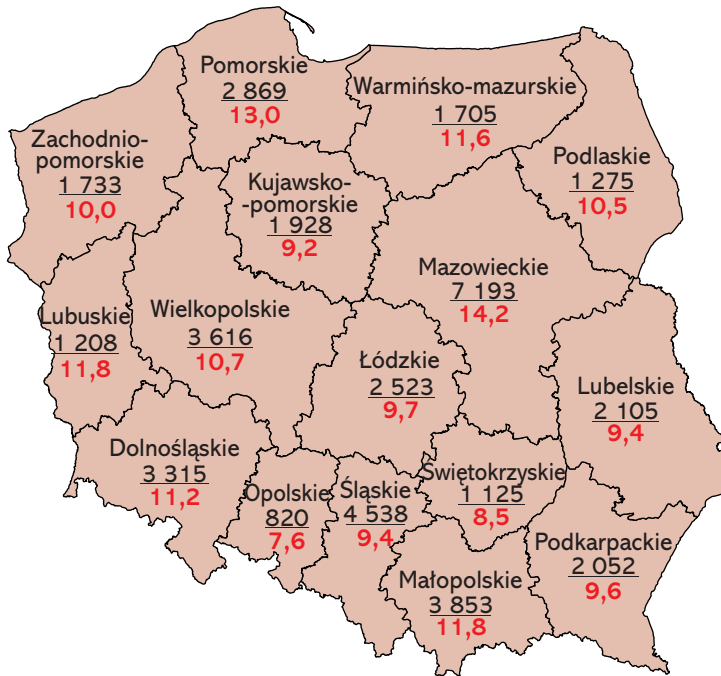 Pomorskie
2 869
13,0
Warmińsko-mazurskie
1 705
11,6
Zachodnio-
pomorskie
1 733
10,0
Podlaskie
1 275
10,5
Kujawsko-
-pomorskie
1 928
9,2
Mazowieckie
7 193
14,2
Lubuskie
1 208
11,8
Wielkopolskie
3 616
10,7
Łódzkie
2 523
9,7
Lubelskie
2 105
9,4
Dolnośląskie
3 315
11,2
Opolskie
820
7,6
Śląskie
4 538
9,4
Świętokrzyskie
1 125
8,5
Podkarpackie
2 052
9,6
Małopolskie
3 853
11,8